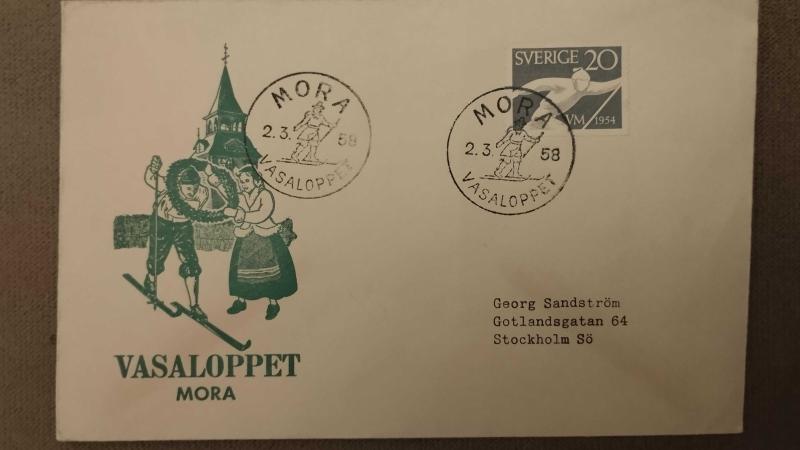 SVERIGE 20
VM 1954
MORA
2.3. 58
VASALOPPET
MORA
2.3. 58
VASALOPPET
Georg Sandström
Gotlandsgatan 64
Stockholm Sö
VASALOPPET
MORA